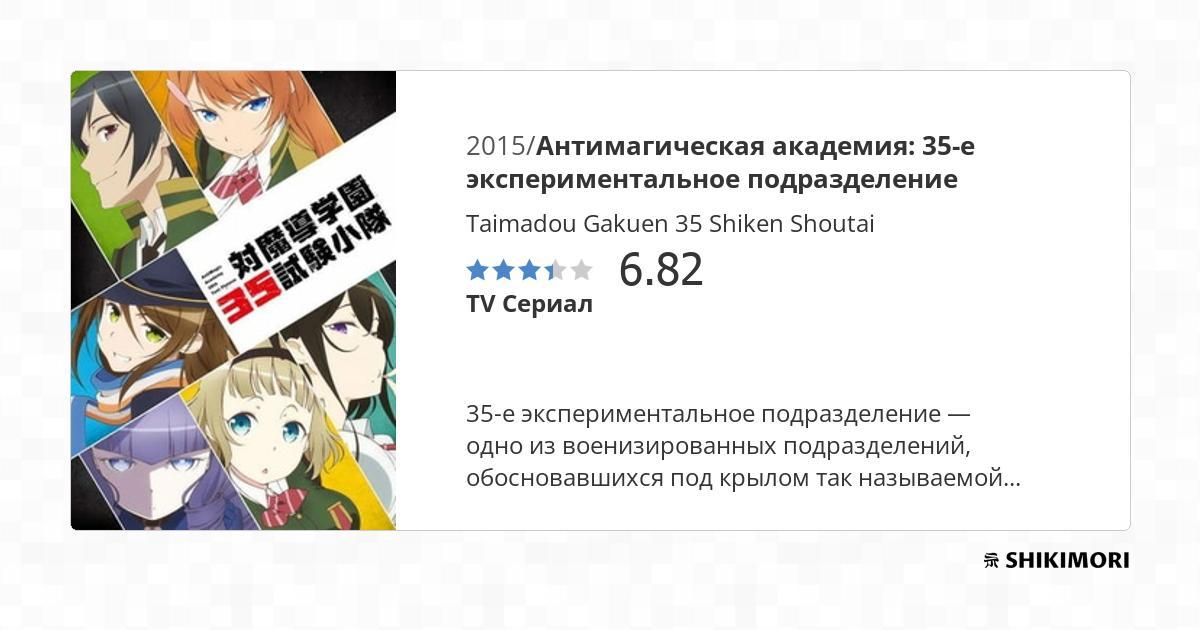 対魔導学園
35試験小隊
2015/Антимагическая академия: 35-е
экспериментальное подразделение
Taimadou Gakuen 35 Shiken Shoutai
6.82
TV Сериал
35-е экспериментальное подразделение —
одно из военизированных подразделений,
обосновавшихся под крылом так называемой...
SHIKIMORI